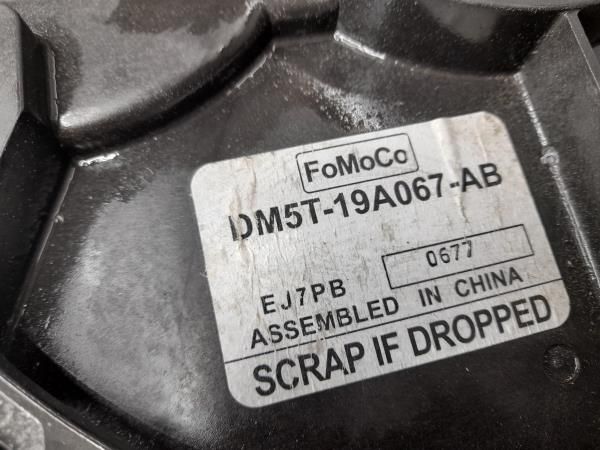 FoMoCo
DM5T-19A067-AB
EJ7PB 0677
ASSEMBLED IN CHINA
SCRAP IF DROPPED